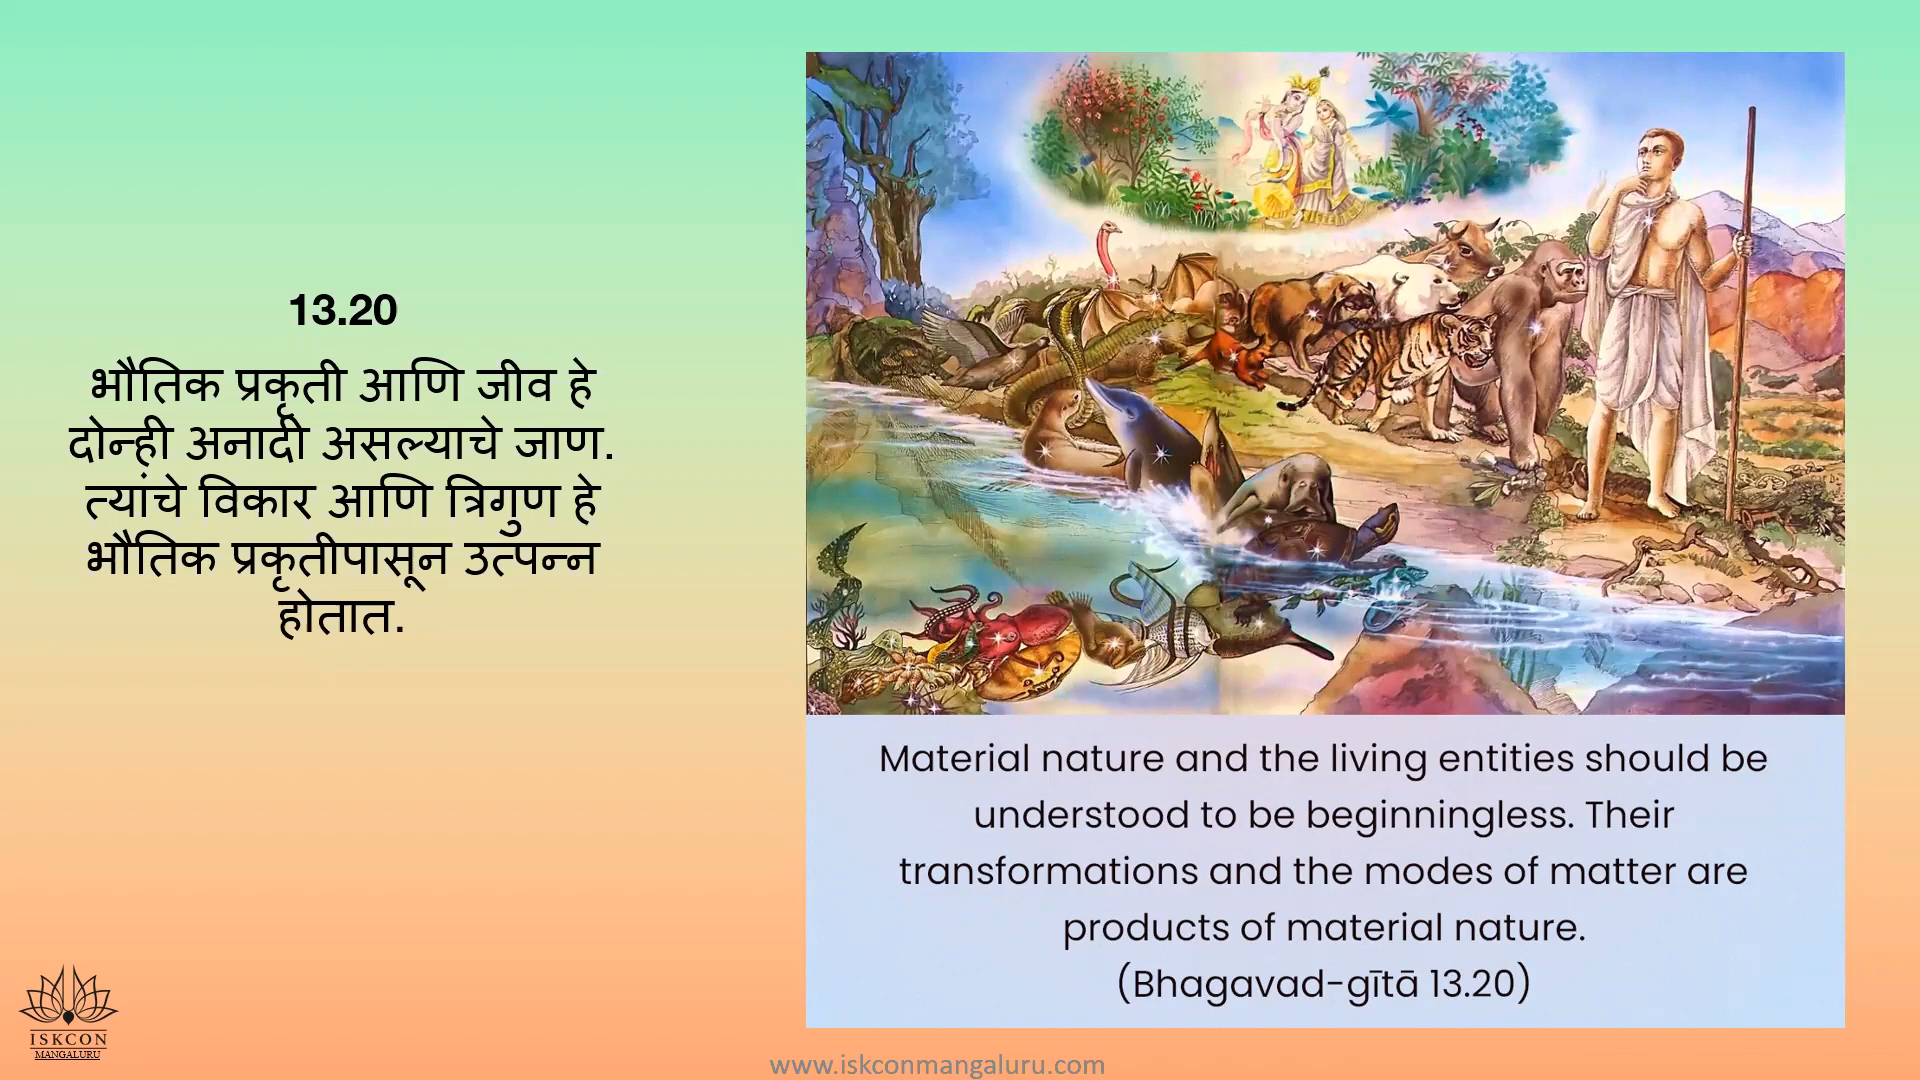 13.20
भौतिक प्रकृती आणि जीव हे
दोन्ही अनादी असल्याचे जाण.
त्यांचे विकार आणि त्रिगुण हे
भौतिक प्रकृतीपासून उत्पन्न
होतात.
Material nature and the living entities should be
understood to be beginningless. Their
transformations and the modes of matter are
products of material nature.
(Bhagavad-gītā 13.20)
ISKCON
MANGALURU
www.iskconmangaluru.com